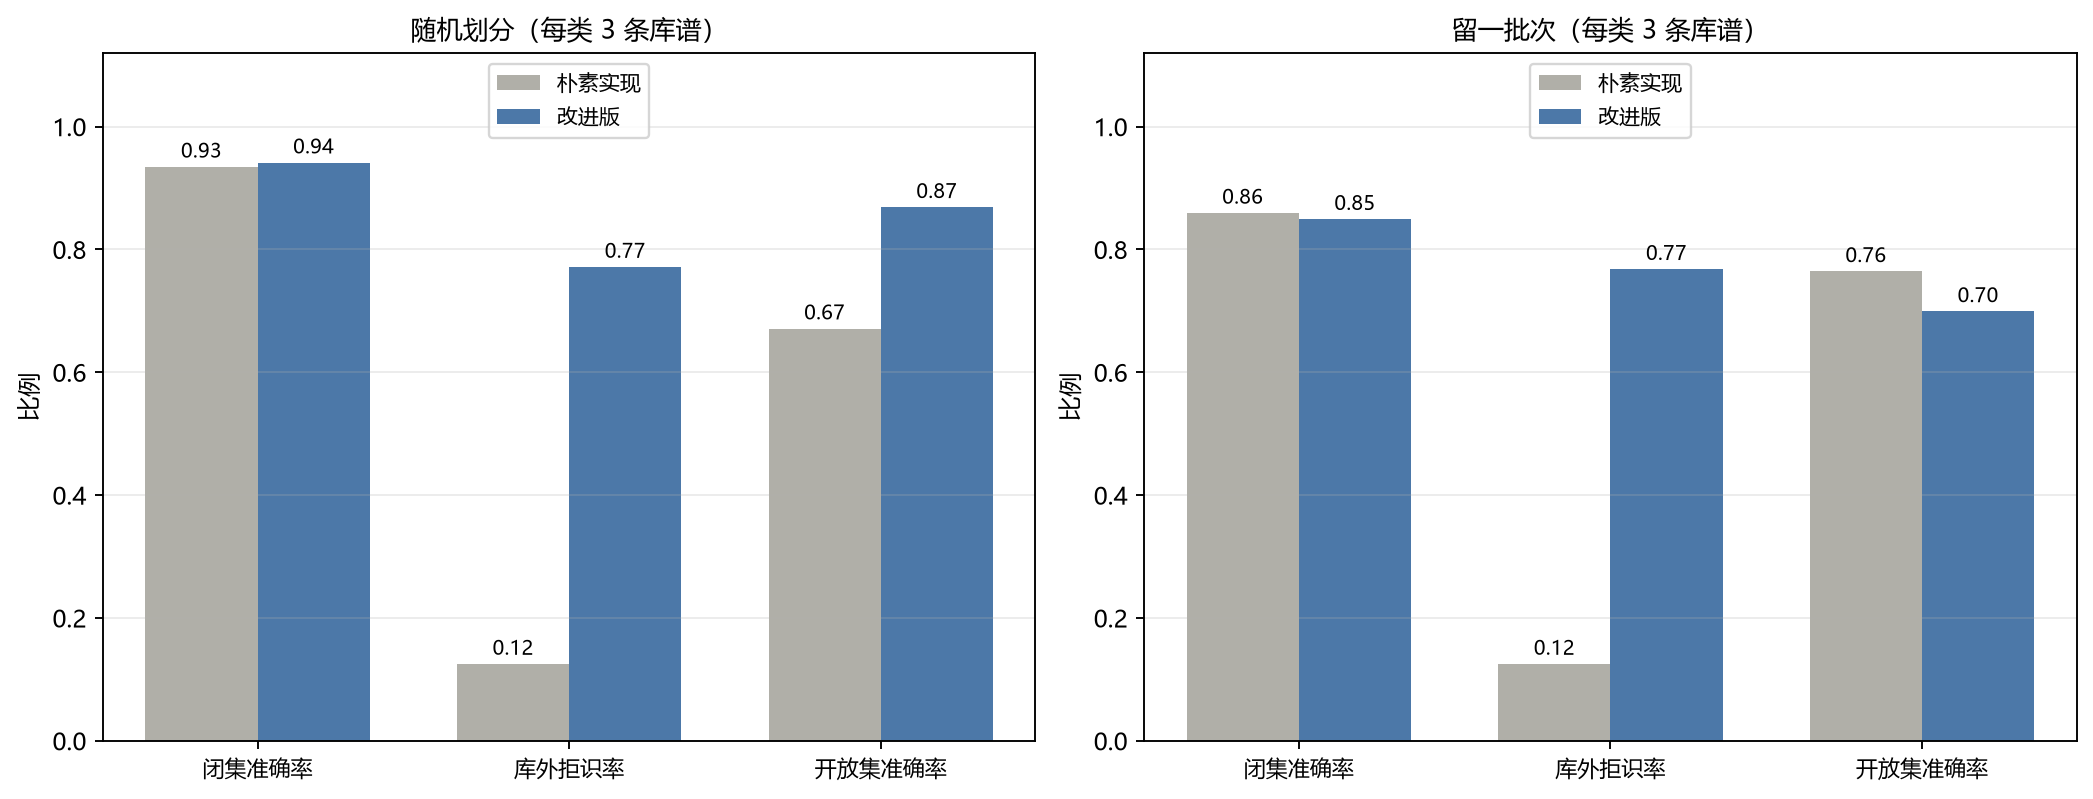 随机划分（每类 3 条库谱）
朴素实现
改进版
比例
1.0
0.8
0.6
0.4
0.2
0.0
0.93
0.94
0.12
0.77
0.67
0.87
闭集准确率
库外拒识率
开放集准确率
留一批次（每类 3 条库谱）
朴素实现
改进版
比例
1.0
0.8
0.6
0.4
0.2
0.0
0.86
0.85
0.12
0.77
0.76
0.70
闭集准确率
库外拒识率
开放集准确率